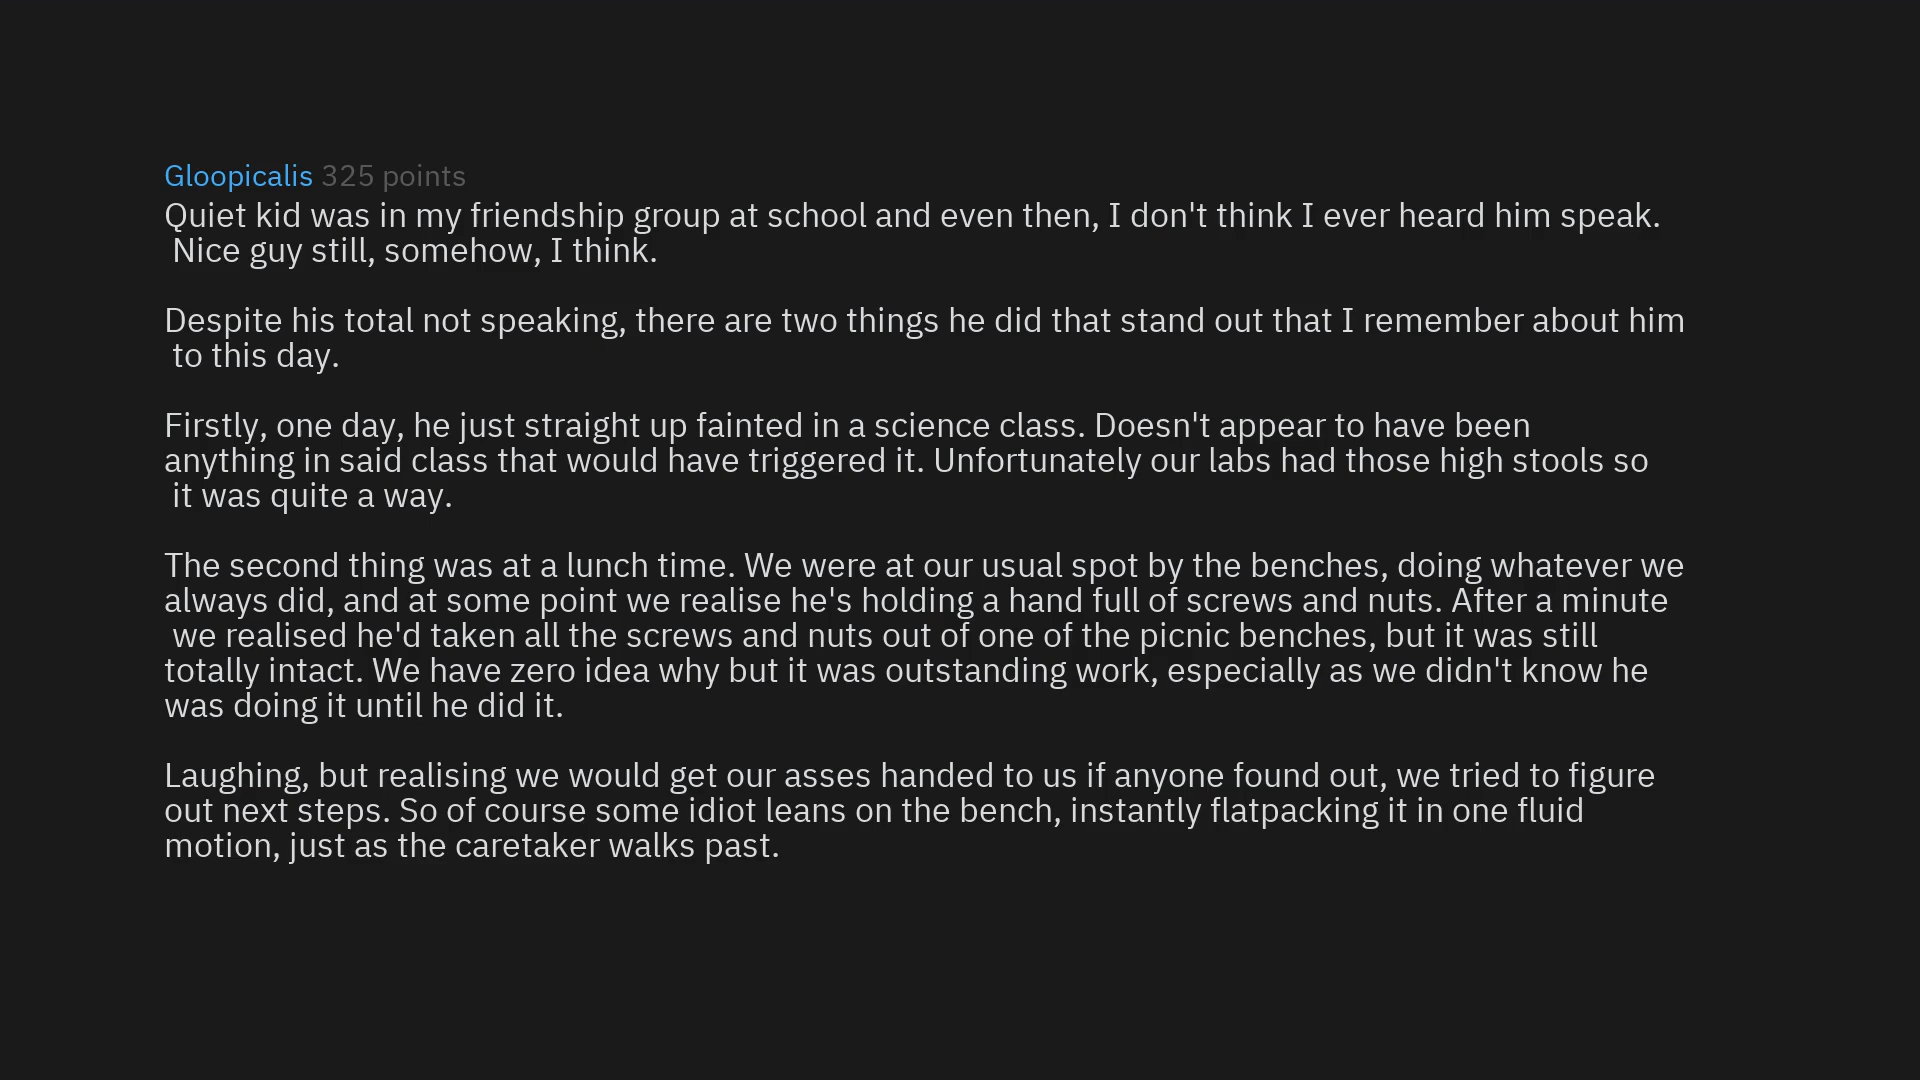 Gloopicalis 325 points
Quiet kid was in my friendship group at school and even then, I don't think I ever heard him speak.
Nice guy still, somehow, I think.
Despite his total not speaking, there are two things he did that stand out that I remember about him
to this day.
Firstly, one day, he just straight up fainted in a science class. Doesn't appear to have been
anything in said class that would have triggered it. Unfortunately our labs had those high stools so
it was quite a way.
The second thing was at a lunch time. We were at our usual spot by the benches, doing whatever we
always did, and at some point we realise he's holding a hand full of screws and nuts. After a minute
we realised he'd taken all the screws and nuts out of one of the picnic benches, but it was still
totally intact. We have zero idea why but it was outstanding work, especially as we didn't know he
was doing it until he did it.
Laughing, but realising we would get our asses handed to us if anyone found out, we tried to figure
out next steps. So of course some idiot leans on the bench, instantly flatpacking it in one fluid
motion, just as the caretaker walks past.